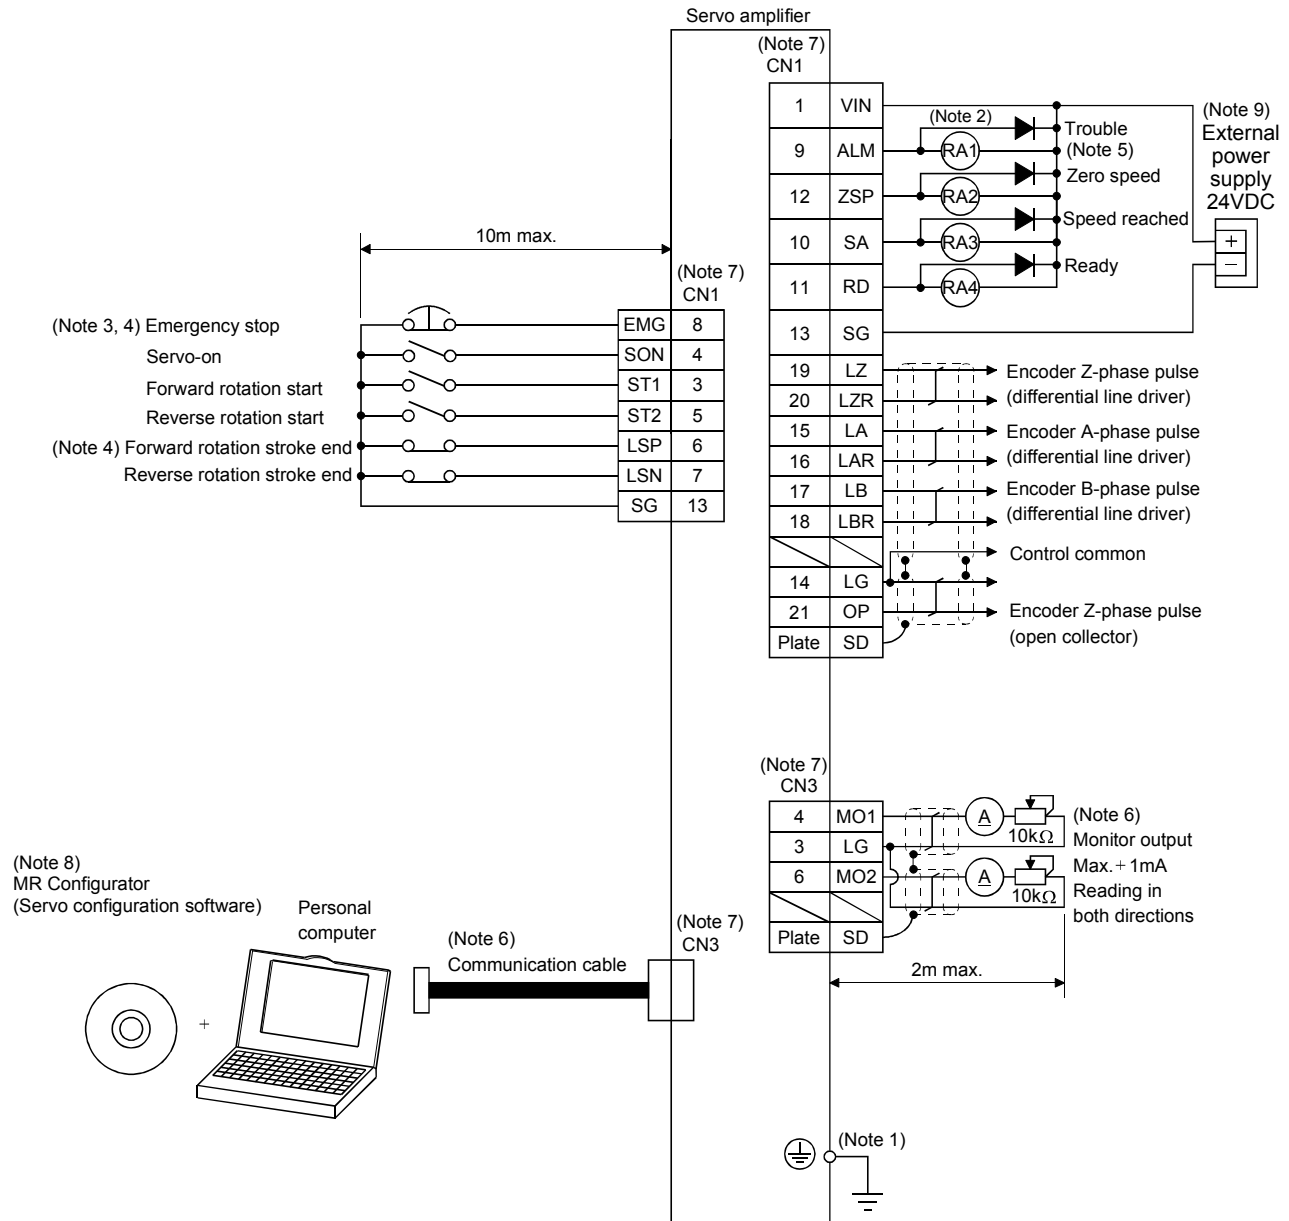 Servo amplifier
(Note 7)
CN1
1 VIN
9 ALM
12 ZSP
10 SA
11 RD
13 SG
19 LZ
20 LZR
15 LA
16 LAR
17 LB
18 LBR
14 LG
21 OP
Plate SD
(Note 2)
RA1
RA2
RA3
RA4
Trouble
(Note 5)
Zero speed
Speed reached
Ready
(Note 9)
External
power
supply
24VDC
+
−
Encoder Z-phase pulse
(differential line driver)
Encoder A-phase pulse
(differential line driver)
Encoder B-phase pulse
(differential line driver)
Control common
Encoder Z-phase pulse
(open collector)
10m max.
(Note 7)
CN1
(Note 3, 4) Emergency stop
Servo-on
Forward rotation start
Reverse rotation start
(Note 4) Forward rotation stroke end
Reverse rotation stroke end
EMG 8
SON 4
ST1 3
ST2 5
LSP 6
LSN 7
SG 13
(Note 7)
CN3
4 MO1
3 LG
6 MO2
Plate SD
A
10kΩ
A
10kΩ
(Note 6)
Monitor output
Max.+1mA
Reading in
both directions
2m max.
(Note 8)
MR Configurator
(Servo configuration software)
+
Personal
computer
(Note 6)
Communication cable
(Note 7)
CN3
(Note 1)